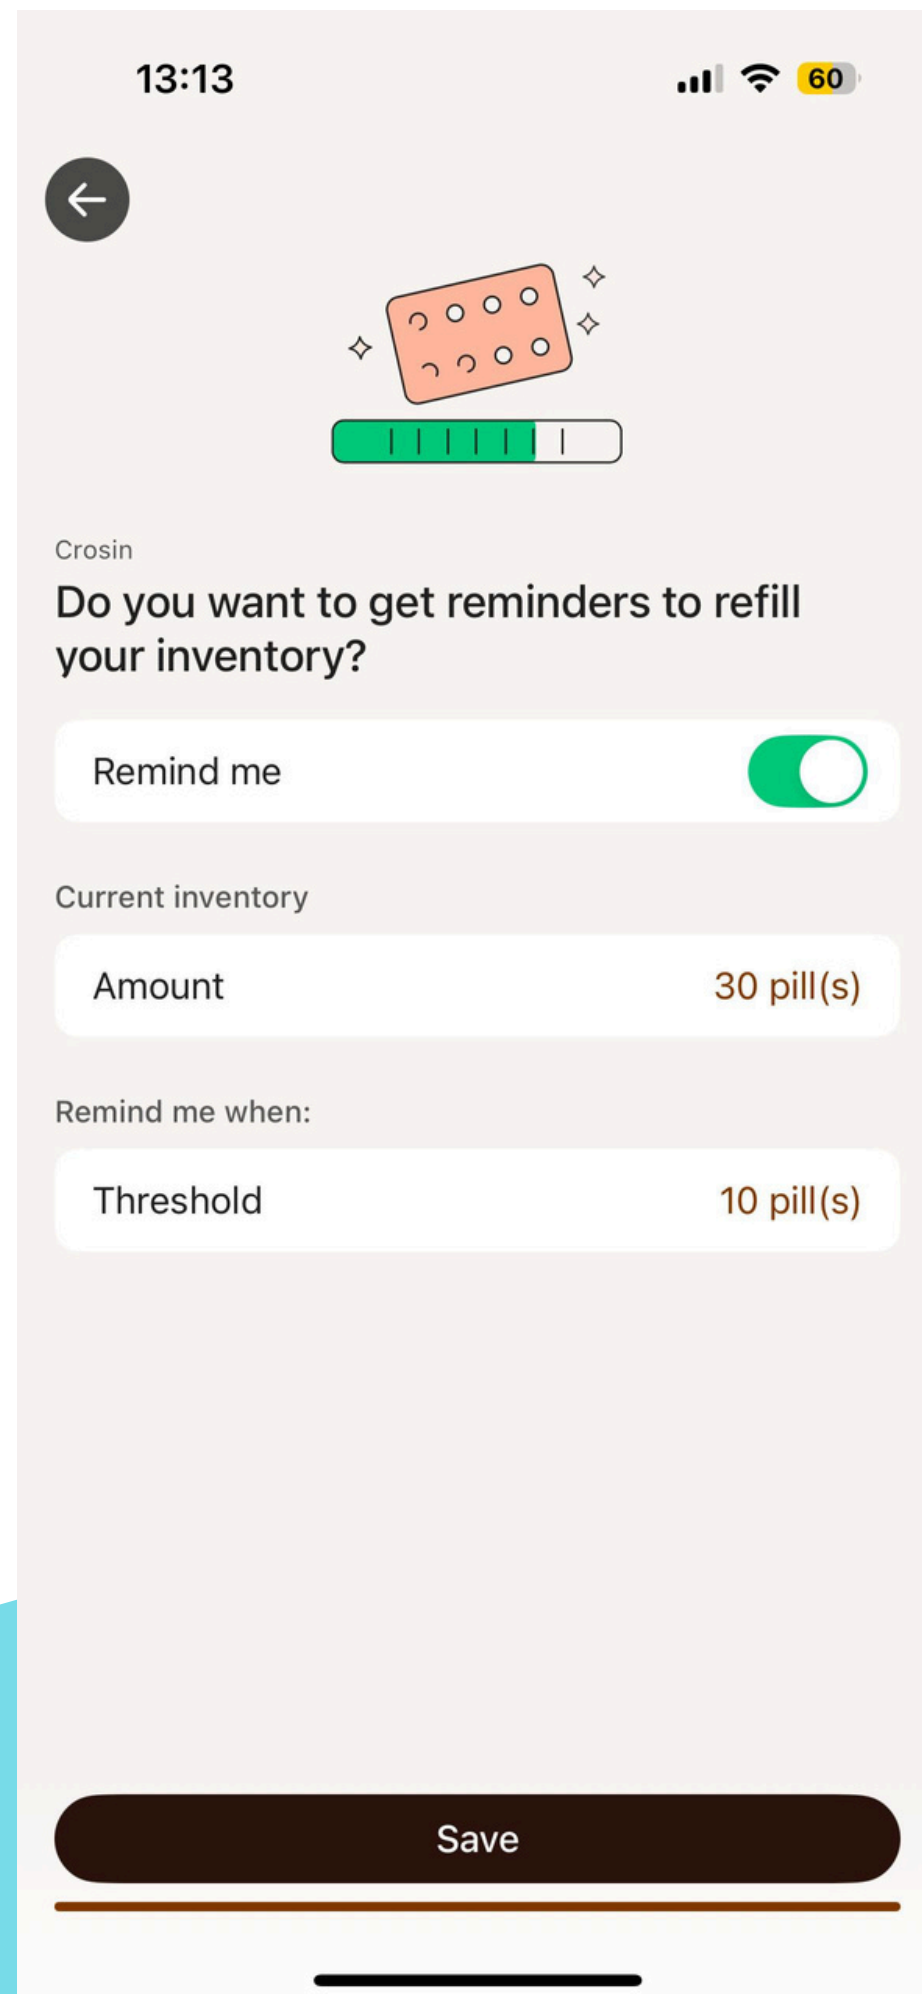 13:13
60
Crosin
Do you want to get reminders to refill
your inventory?
Remind me
Current inventory
Amount 30 pill(s)
Remind me when:
Threshold 10 pill(s)
Save